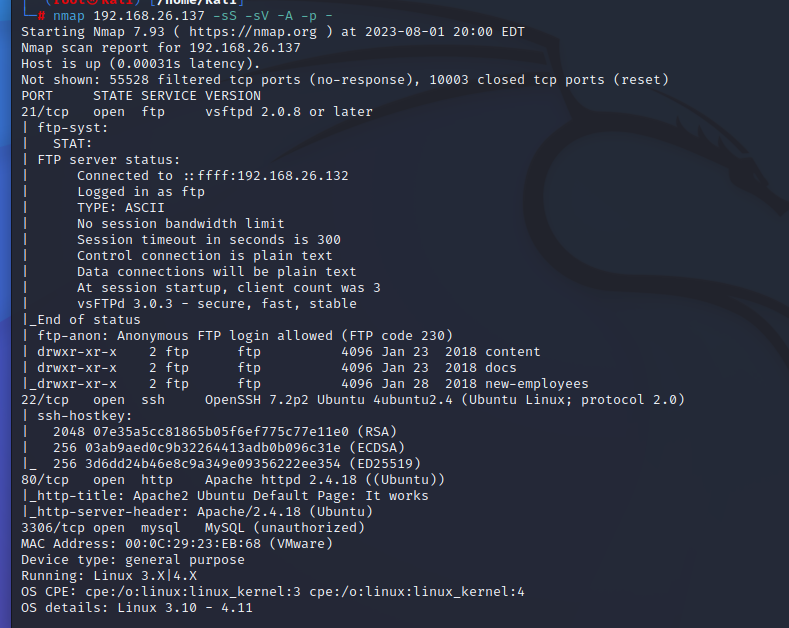 (root㉿kali)-[/home/kali]
└─# nmap 192.168.26.137 -sS -sV -A -p -
Starting Nmap 7.93 ( https://nmap.org ) at 2023-08-01 20:00 EDT
Nmap scan report for 192.168.26.137
Host is up (0.00031s latency).
Not shown: 55528 filtered tcp ports (no-response), 10003 closed tcp ports (reset)
PORT     STATE SERVICE VERSION
21/tcp   open  ftp     vsftpd 2.0.8 or later
| ftp-syst:
|   STAT:
| FTP server status:
|      Connected to ::ffff:192.168.26.132
|      Logged in as ftp
|      TYPE: ASCII
|      No session bandwidth limit
|      Session timeout in seconds is 300
|      Control connection is plain text
|      Data connections will be plain text
|      At session startup, client count was 3
|      vsFTPd 3.0.3 - secure, fast, stable
|_End of status
| ftp-anon: Anonymous FTP login allowed (FTP code 230)
| drwxr-xr-x    2 ftp      ftp          4096 Jan 23  2018 content
| drwxr-xr-x    2 ftp      ftp          4096 Jan 23  2018 docs
|_drwxr-xr-x    2 ftp      ftp          4096 Jan 28  2018 new-employees
22/tcp   open  ssh     OpenSSH 7.2p2 Ubuntu 4ubuntu2.4 (Ubuntu Linux; protocol 2.0)
| ssh-hostkey:
|   2048 07e35a5cc81865b05f6ef775c77e11e0 (RSA)
|   256 03ab9aed0c9b32264413adb0b096c31e (ECDSA)
|_  256 3d6dd24b46e8c9a349e09356222ee354 (ED25519)
80/tcp   open  http    Apache httpd 2.4.18 ((Ubuntu))
|_http-title: Apache2 Ubuntu Default Page: It works
|_http-server-header: Apache/2.4.18 (Ubuntu)
3306/tcp open  mysql   MySQL (unauthorized)
MAC Address: 00:0C:29:23:EB:68 (VMware)
Device type: general purpose
Running: Linux 3.X|4.X
OS CPE: cpe:/o:linux:linux_kernel:3 cpe:/o:linux:linux_kernel:4
OS details: Linux 3.10 - 4.11